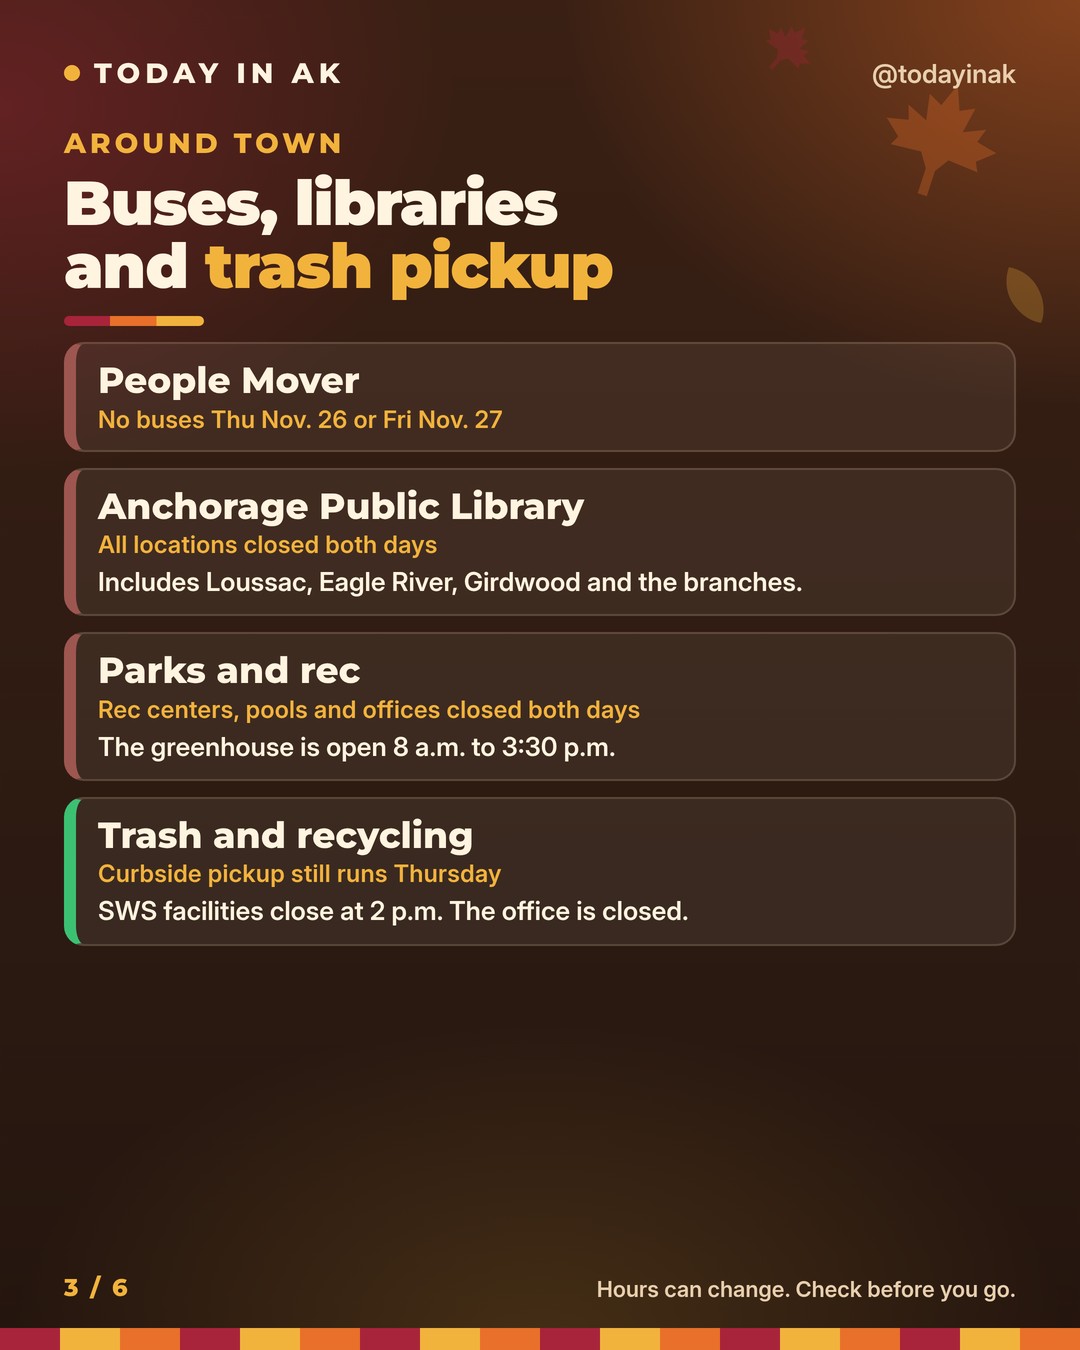 TODAY IN AK
@todayinak
AROUND TOWN
Buses, libraries
and trash pickup
People Mover
No buses Thu Nov. 26 or Fri Nov. 27
Anchorage Public Library
All locations closed both days
Includes Loussac, Eagle River, Girdwood and the branches.
Parks and rec
Rec centers, pools and offices closed both days
The greenhouse is open 8 a.m. to 3:30 p.m.
Trash and recycling
Curbside pickup still runs Thursday
SWS facilities close at 2 p.m. The office is closed.
3 / 6
Hours can change. Check before you go.